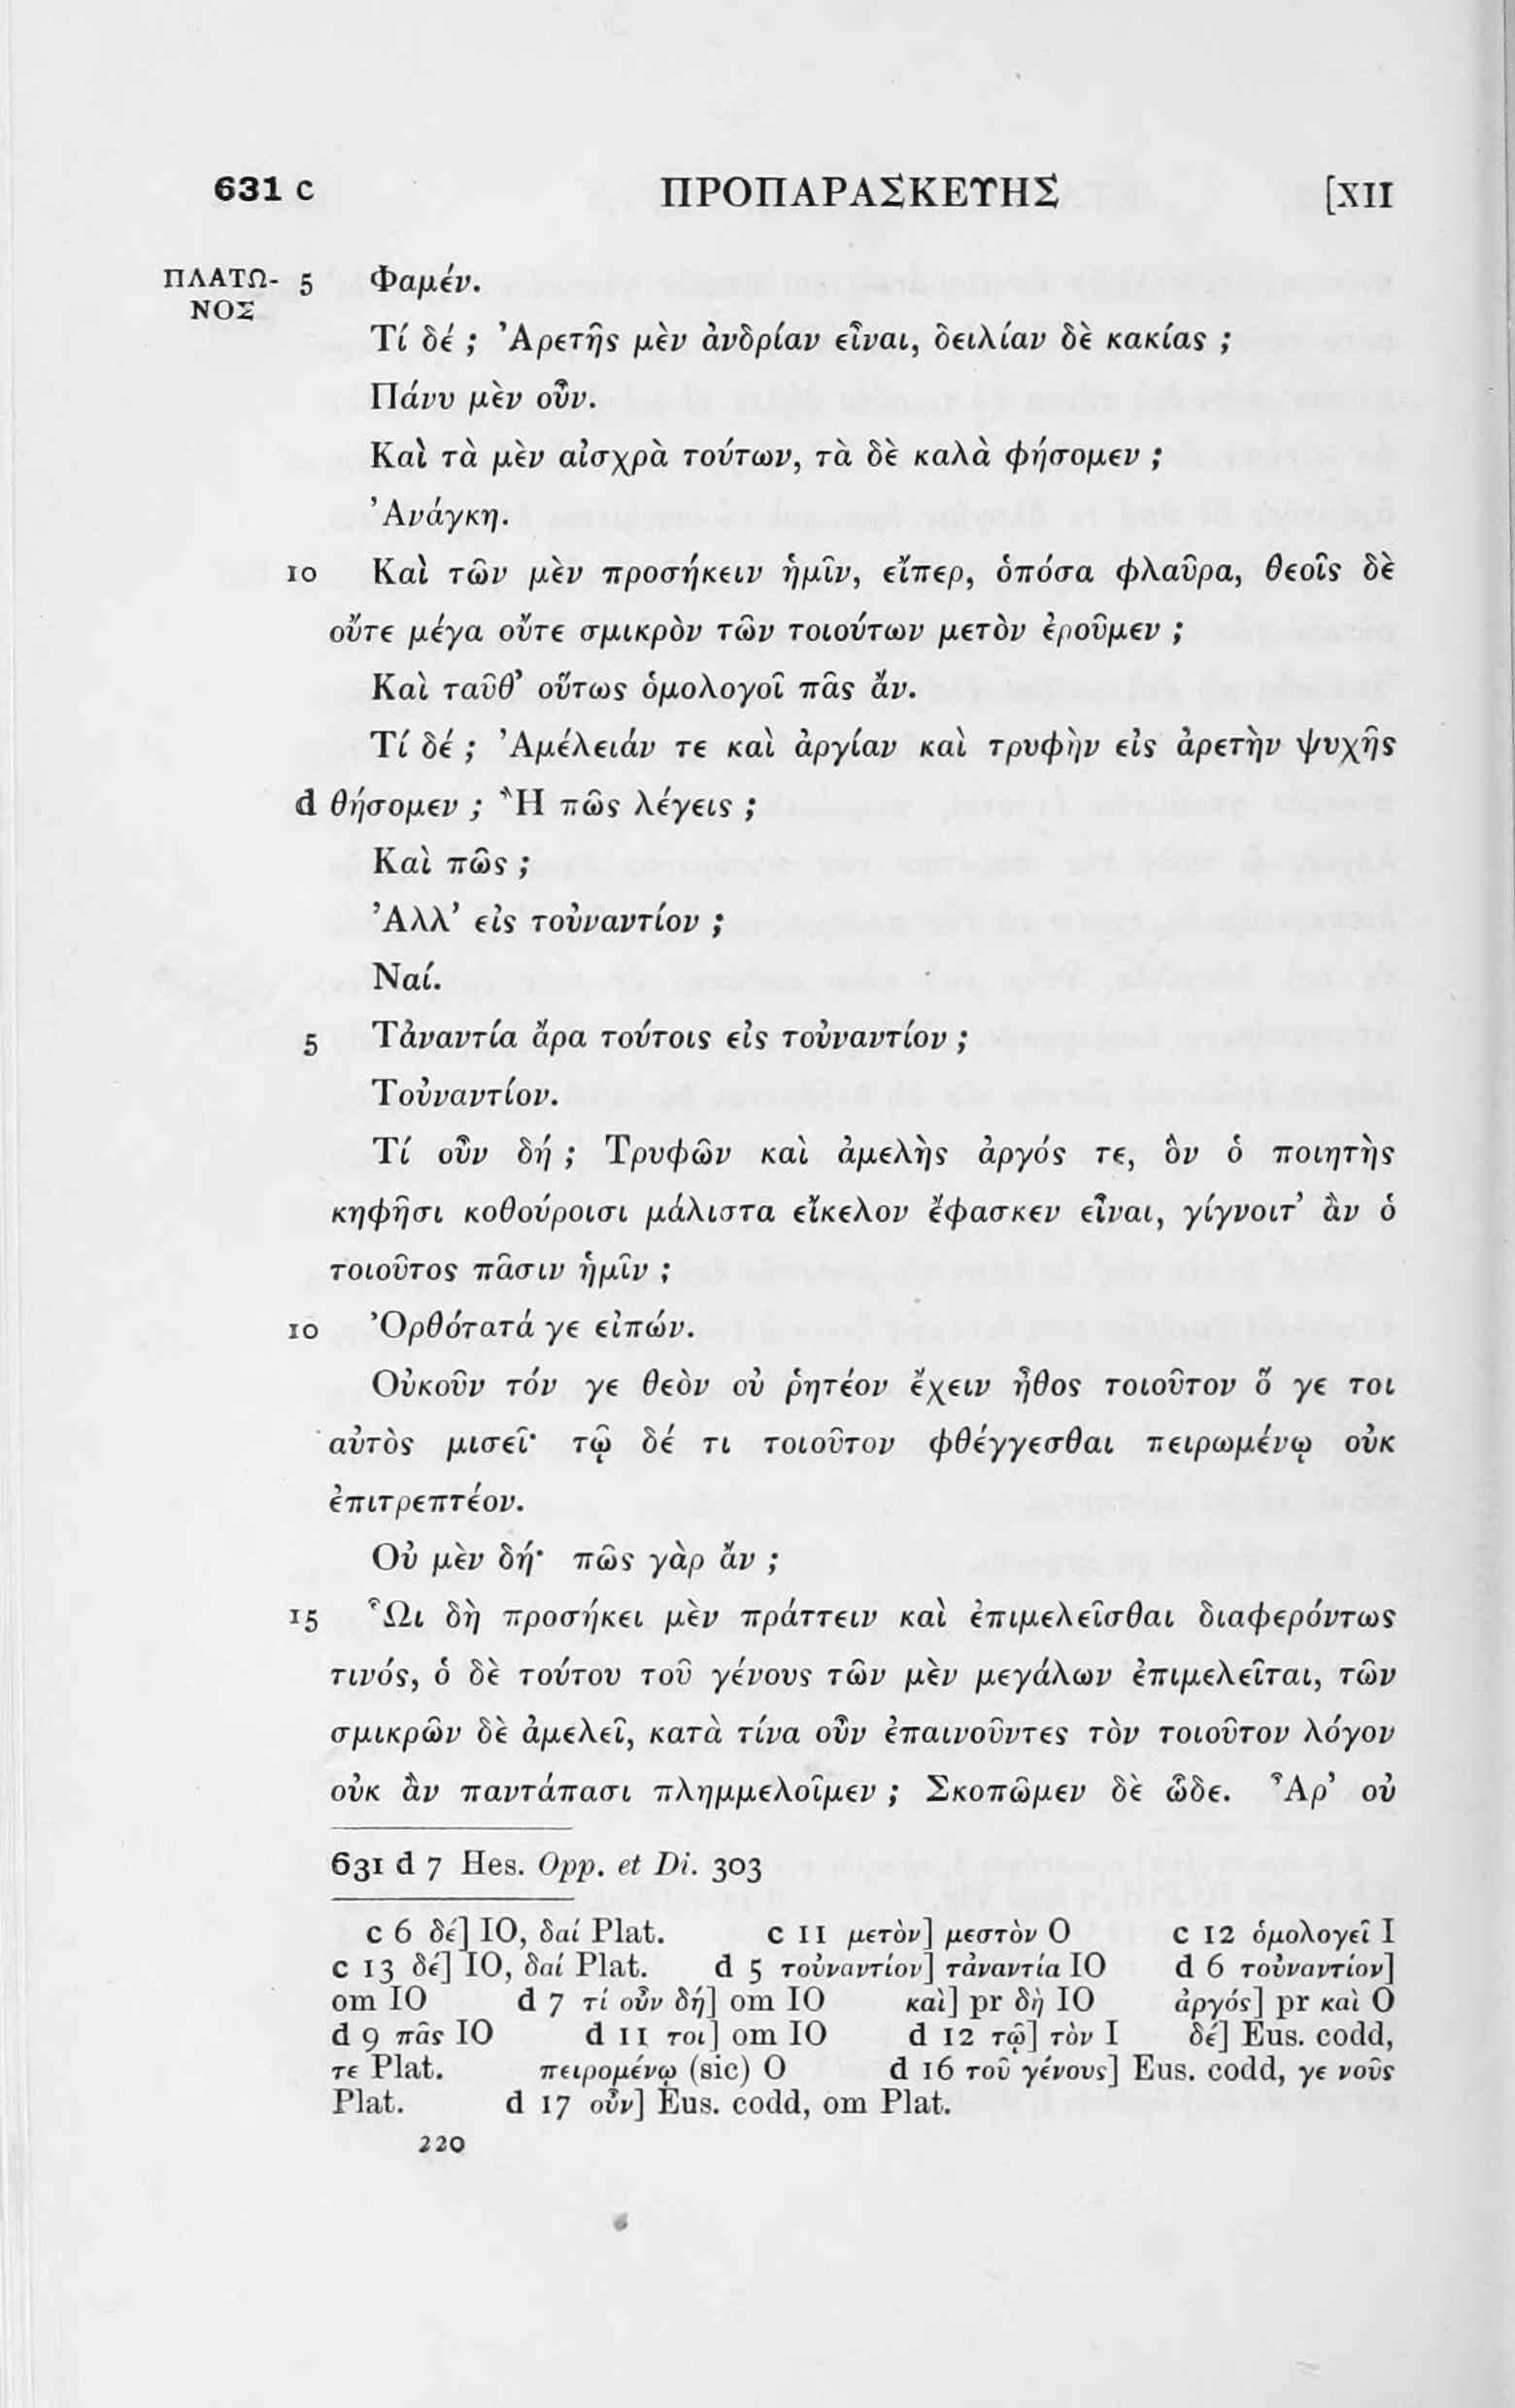 631 c ΠΡΟΠΑΡΑΣΚΕΥΗΣ [XII
ΠΛΑΤΩ- 5 Φαμέν.
ΝΟΣ
Τί δέ ; Ἀρετῆς μὲν ἀνδρίαν εἶναι, δειλίαν δὲ κακίας ;
Πάνυ μὲν οὖν.
Καὶ τὰ μὲν αἰσχρὰ τούτων, τὰ δὲ καλὰ φήσομεν ;
Ἀνάγκη.
10 Καὶ τῶν μὲν προσήκειν ἡμῖν, εἴπερ, ὁπόσα φλαῦρα, θεοῖς δὲ
οὔτε μέγα οὔτε σμικρὸν τῶν τοιούτων μετὸν ἐροῦμεν ;
Καὶ ταῦθ' οὕτως ὁμολογοῖ πᾶς ἄν.
Τί δέ ; Ἀμέλειάν τε καὶ ἀργίαν καὶ τρυφὴν εἰς ἀρετὴν ψυχῆς
d θήσομεν ; Ἢ πῶς λέγεις ;
Καὶ πῶς ;
Ἀλλ' εἰς τοὐναντίον ;
Ναί.
5 Τἀναντία ἄρα τούτοις εἰς τοὐναντίον ;
Τοὐναντίον.
Τί οὖν δή ; Τρυφῶν καὶ ἀμελὴς ἀργός τε, ὃν ὁ ποιητὴς
κηφῆσι κοθούροισι μάλιστα εἴκελον ἔφασκεν εἶναι, γίγνοιτ' ἂν ὁ
τοιοῦτος πᾶσιν ἡμῖν ;
10 Ὀρθότατά γε εἰπών.
Οὐκοῦν τόν γε θεὸν οὐ ῥητέον ἔχειν ἦθος τοιοῦτον ὅ γε τοι
αὐτὸς μισεῖ· τῷ δέ τι τοιοῦτον φθέγγεσθαι πειρωμένῳ οὐκ
ἐπιτρεπτέον.
Οὐ μὲν δή· πῶς γὰρ ἄν ;
15 Ὧι δὴ προσήκει μὲν πράττειν καὶ ἐπιμελεῖσθαι διαφερόντως
τινός, ὁ δὲ τούτου τοῦ γένους τῶν μὲν μεγάλων ἐπιμελεῖται, τῶν
σμικρῶν δὲ ἀμελεῖ, κατὰ τίνα οὖν ἐπαινοῦντες τὸν τοιοῦτον λόγον
οὐκ ἂν παντάπασι πλημμελοῖμεν ; Σκοπῶμεν δὲ ὧδε. Ἆρ' οὐ
631 d 7 Hes. Opp. et Di. 303
c 6 δέ] IO, δαί Plat. c 11 μετὸν] μεστὸν O c 12 ὁμολογεῖ I
c 13 δέ] IO, δαί Plat. d 5 τοὐναντίον] τἀναντία IO d 6 τοὐναντίον]
om IO d 7 τί οὖν δή] om IO καὶ] pr δὴ IO ἀργός] pr καὶ O
d 9 πᾶς IO d 11 τοι] om IO d 12 τῷ] τὸν I δέ] Eus. codd,
τε Plat. πειρομένῳ (sic) O d 16 τοῦ γένους] Eus. codd, γε νοῦς
Plat. d 17 οὖν] Eus. codd, om Plat.
220